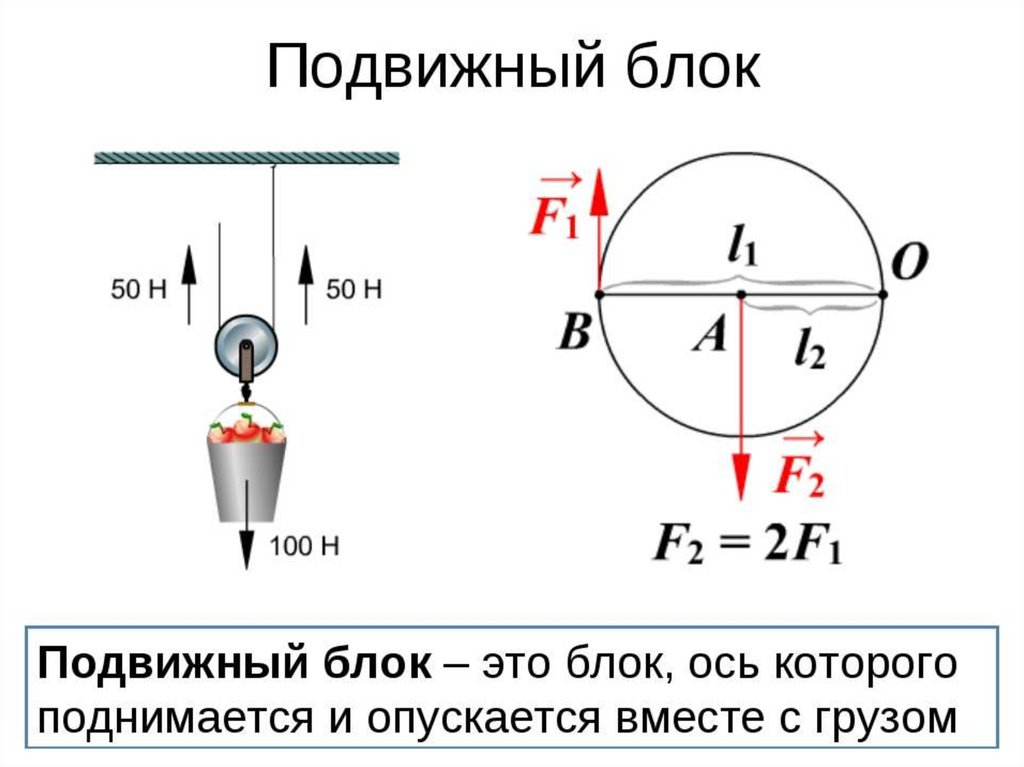 Подвижный блок
50 Н
50 Н
100 Н
F₁
l₁
O
B
A
l₂
F₂
F₂ = 2F₁
Подвижный блок – это блок, ось которого
поднимается и опускается вместе с грузом